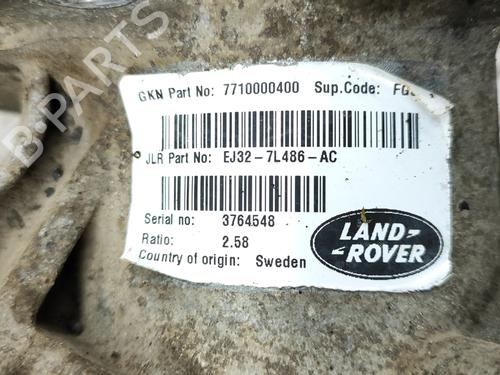 GKN Part No: 7710000400 Sup.Code:
JLR Part No: EJ32-7L486-AC
Serial no: 3764548
Ratio: 2.58
Country of origin: Sweden
LAND-
-ROVER
B-PARTS